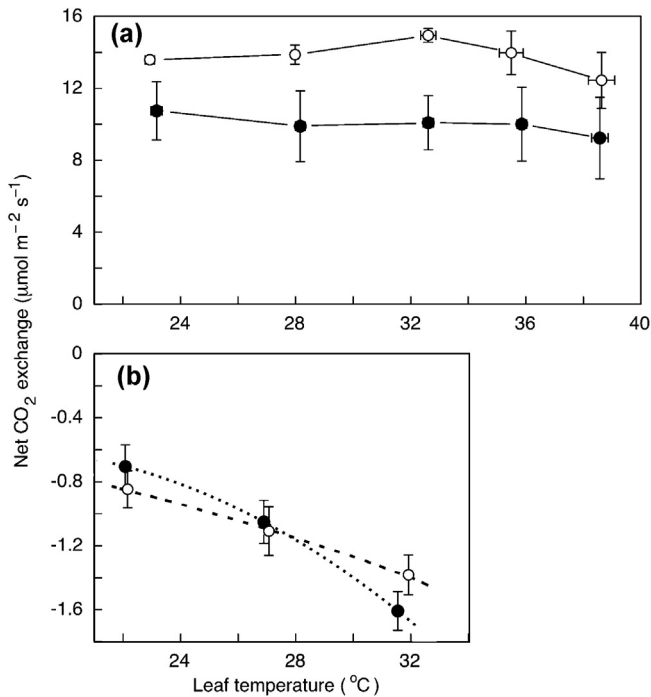 16
(a)
12
8
4
0
24 28 32 36 40
Net CO₂ exchange (μmol m⁻² s⁻¹)
0
(b)
-0.4
-0.8
-1.2
-1.6
24 28 32
Leaf temperature (°C)